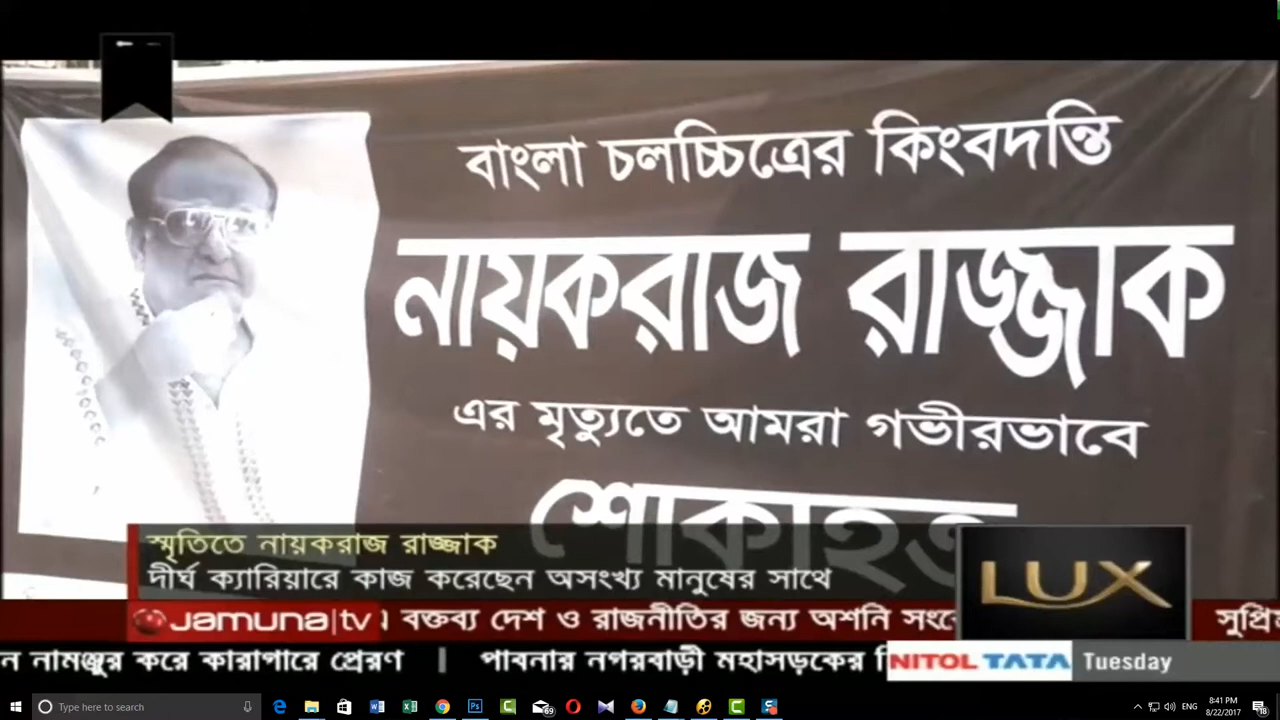 বাংলা চলচ্চিত্রের কিংবদন্তি
নায়করাজ রাজ্জাক
এর মৃত্যুতে আমরা গভীরভাবে
শোকাহত
স্মৃতিতে নায়করাজ রাজ্জাক
দীর্ঘ ক্যারিয়ারে কাজ করেছেন অসংখ্য মানুষের সাথে
LUX
Jamuna|tv বক্তব্য দেশ ও রাজনীতির জন্য অশনি
ন নামঞ্জুর করে কারাগারে প্রেরণ | পাবনার নগরবাড়ী মহাসড়কের NITOL TATA Tuesday
Type here to search
ENG
8:41 PM
8/22/2017